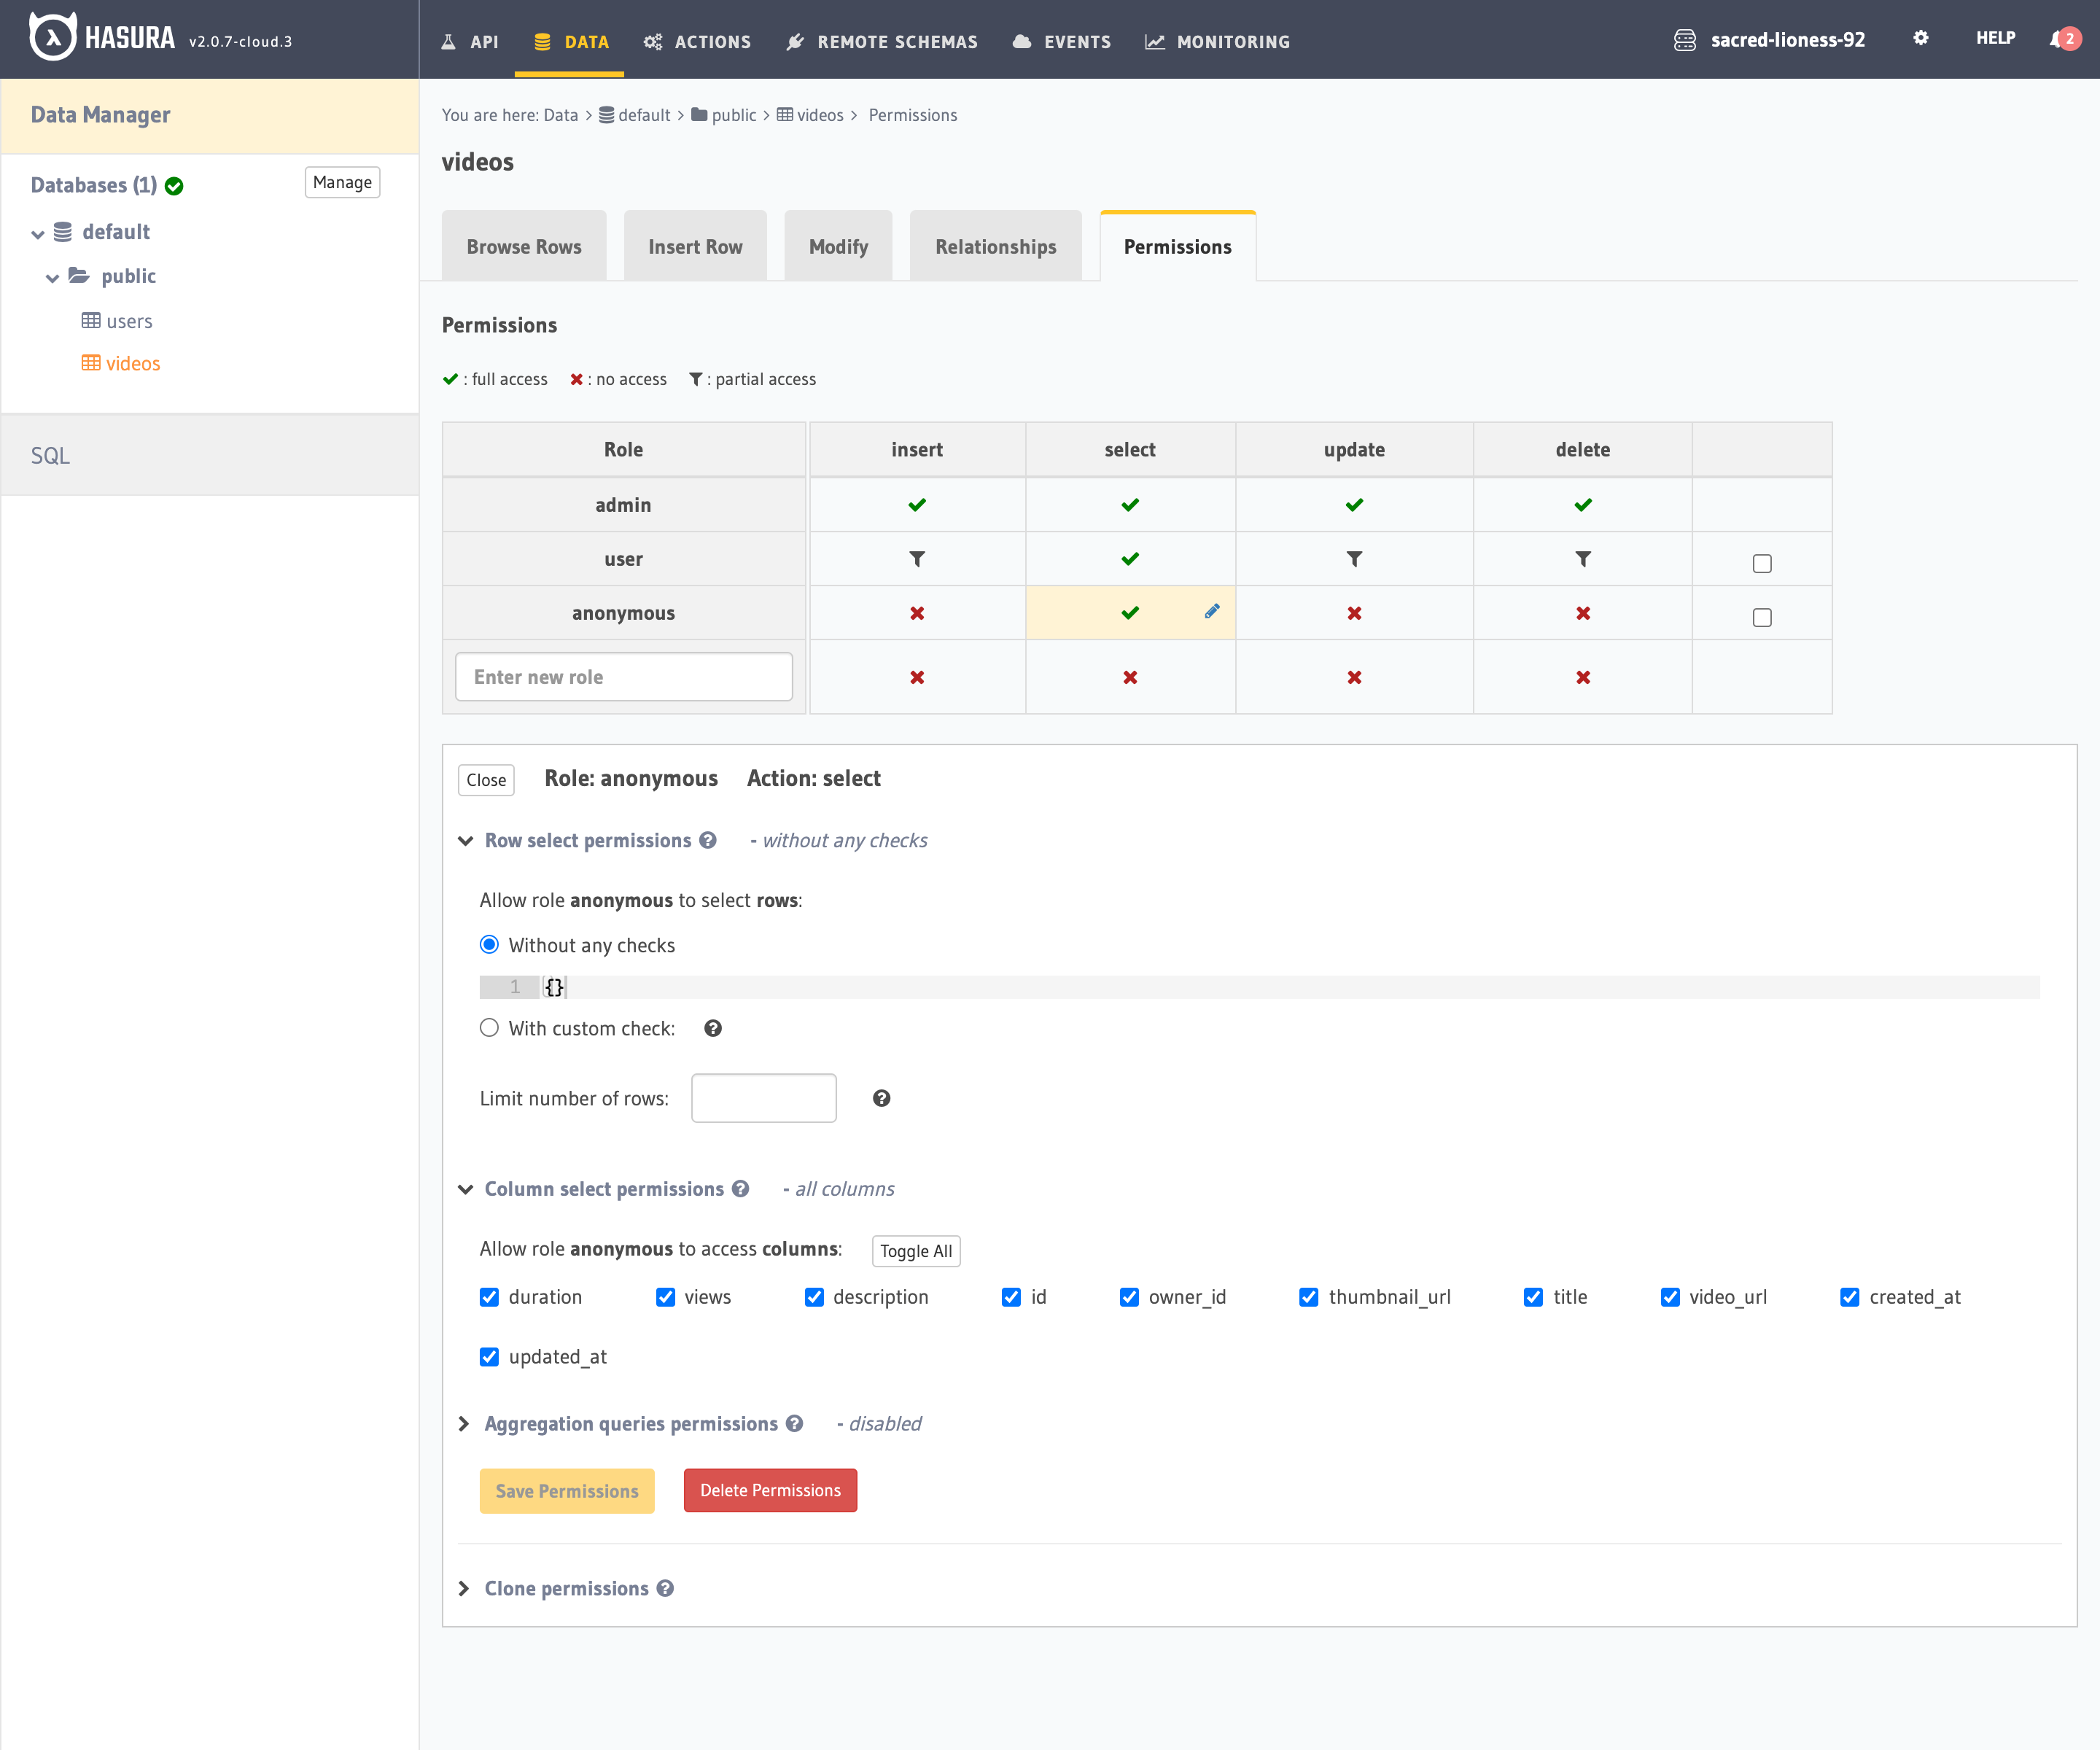 HASURA v2.0.7-cloud.3
API DATA ACTIONS REMOTE SCHEMAS EVENTS MONITORING sacred-lioness-92 HELP 2
Data Manager
Databases (1) Manage
default
public
users
videos
SQL
You are here: Data > default > public > videos > Permissions
videos
Browse Rows Insert Row Modify Relationships Permissions
Permissions
: full access : no access : partial access
Role insert select update delete
admin
user
anonymous
Enter new role
Close Role: anonymous Action: select
Row select permissions ? - without any checks
Allow role anonymous to select rows:
Without any checks
1 {}
With custom check: ?
Limit number of rows: ?
Column select permissions ? - all columns
Allow role anonymous to access columns: Toggle All
duration views description id owner_id thumbnail_url title video_url created_at
updated_at
Aggregation queries permissions ? - disabled
Save Permissions Delete Permissions
Clone permissions ?